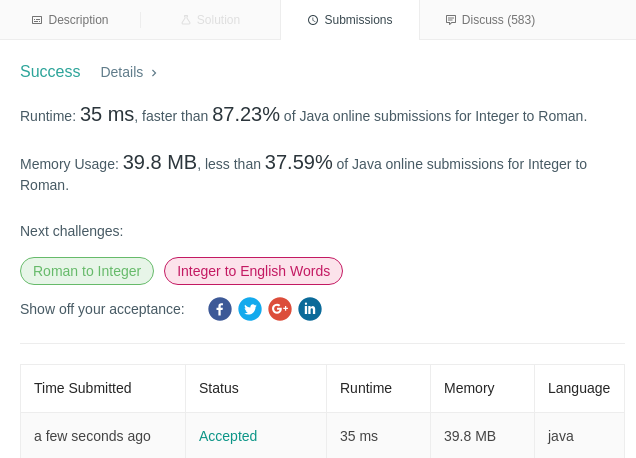 Description
Solution
Submissions
Discuss (583)
Success
Details
Runtime: 35 ms, faster than 87.23% of Java online submissions for Integer to Roman.
Memory Usage: 39.8 MB, less than 37.59% of Java online submissions for Integer to
Roman.
Next challenges:
Roman to Integer
Integer to English Words
Show off your acceptance:
Time Submitted Status Runtime Memory Language
a few seconds ago Accepted 35 ms 39.8 MB java